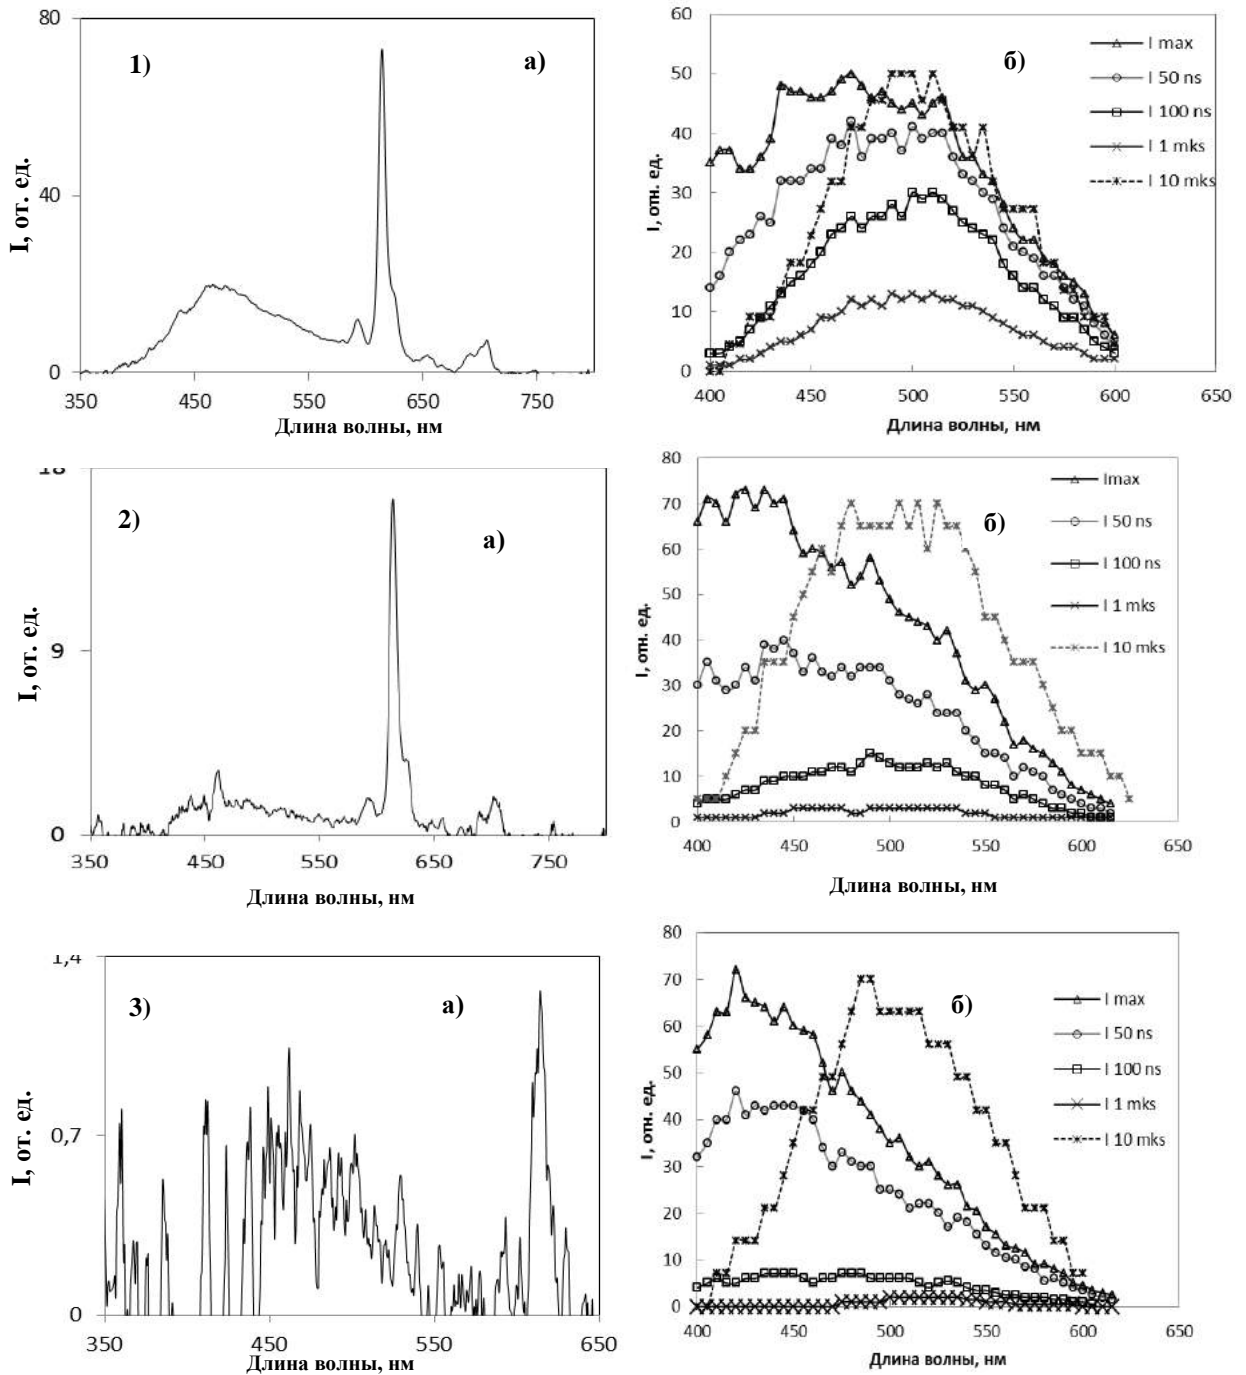 80
40
0
350
450
550
650
750
I, от. ед.
Длина волны, нм
1)
а)
60
50
40
30
20
10
0
400
450
500
550
600
650
I, отн. ед.
Длина волны, нм
б)
I max
I 50 ns
I 100 ns
I 1 mks
I 10 mks
18
9
0
350
450
550
650
750
I, от. ед.
Длина волны, нм
2)
а)
80
70
60
50
40
30
20
10
0
400
450
500
550
600
650
I, отн. ед.
Длина волны, нм
б)
Imax
I 50 ns
I 100 ns
I 1 mks
I 10 mks
1,4
0,7
0
350
450
550
650
I, от. ед.
Длина волны, нм
3)
а)
80
70
60
50
40
30
20
10
0
400
450
500
550
600
650
I, отн. ед.
Длина волны, нм
б)
I max
I 50 ns
I 100 ns
I 1 mks
I 10 mks